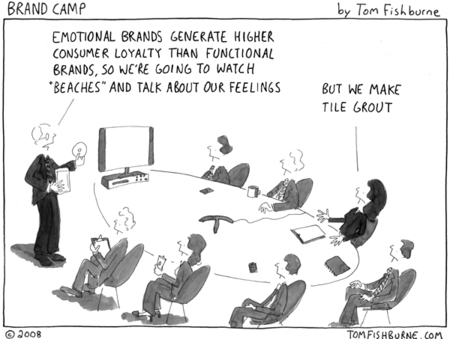 BRAND CAMP
by Tom Fishburne
EMOTIONAL BRANDS GENERATE HIGHER
CONSUMER LOYALTY THAN FUNCTIONAL
BRANDS, SO WE'RE GOING TO WATCH
"BEACHES" AND TALK ABOUT OUR FEELINGS
BUT WE MAKE
TILE GROUT
© 2008
TOMFISHBURNE.COM